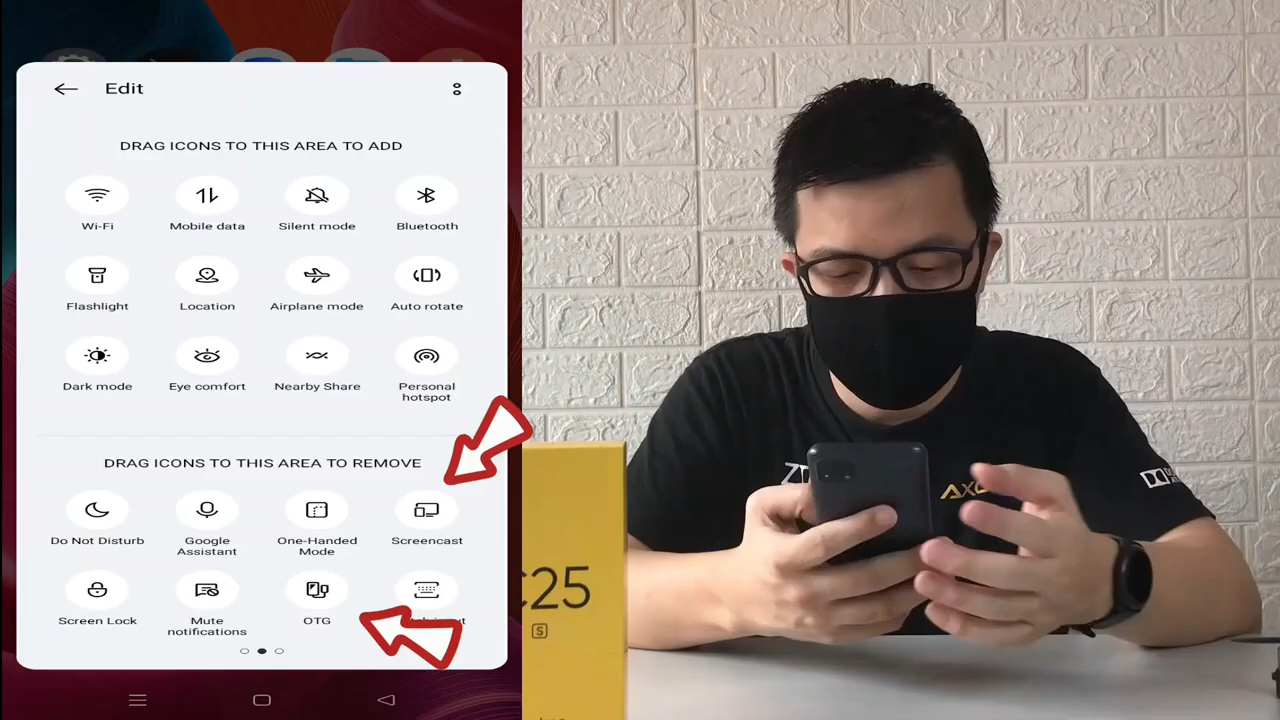 Edit
DRAG ICONS TO THIS AREA TO ADD
Wi-Fi
Mobile data
Silent mode
Bluetooth
Flashlight
Location
Airplane mode
Auto rotate
Dark mode
Eye comfort
Nearby Share
Personal
hotspot
DRAG ICONS TO THIS AREA TO REMOVE
Do Not Disturb
Google
Assistant
One-Handed
Mode
Screencast
Screen Lock
Mute
notifications
OTG
C25
S